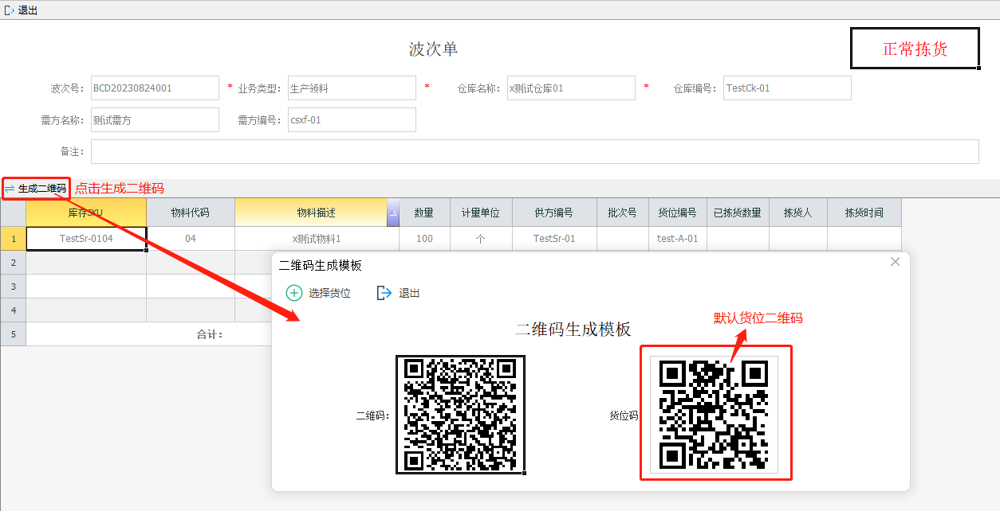 退出
波次单
正常拣货
波次号: BCD20230824001 * 业务类型: 生产领料 * 仓库名称: x测试仓库01 * 仓库编号: TestCk-01
需方名称: 测试需方 需方编号: csxf-01
备注:
生成二维码 点击生成二维码
库存SKU 物料代码 物料描述 数量 计量单位 供方编号 批次号 货位编号 已拣货数量 拣货人 拣货时间
1 TestSr-0104 04 x测试物料1 100 个 TestSr-01 test-A-01
2
3
4
5 合计:
二维码生成模板
选择货位 退出
默认货位二维码
二维码生成模板
二维码: 货位码